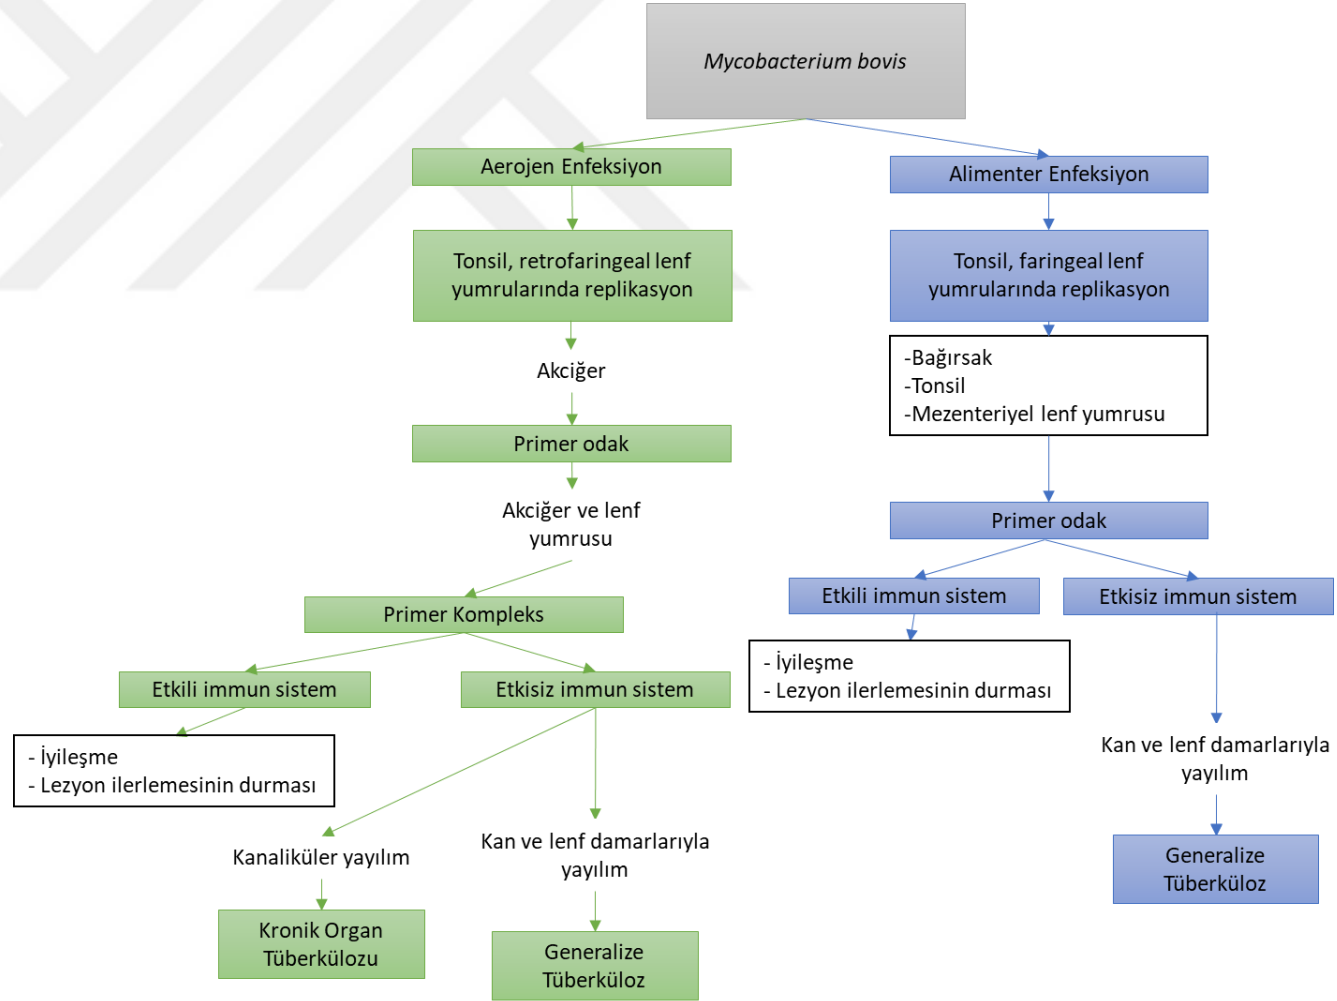 Mycobacterium bovis
Aerojen Enfeksiyon
Tonsil, retrofaringeal lenf
yumrularında replikasyon
Akciğer
Primer odak
Akciğer ve lenf
yumrusu
Primer Kompleks
Etkili immun sistem
- İyileşme
- Lezyon ilerlemesinin durması
Etkisiz immun sistem
Kanaliküler yayılım
Kronik Organ
Tüberkülozu
Kan ve lenf damarlarıyla
yayılım
Generalize
Tüberküloz
Alimenter Enfeksiyon
Tonsil, faringeal lenf
yumrularında replikasyon
-Bağırsak
-Tonsil
-Mezenteriyel lenf yumrusu
Primer odak
Etkili immun sistem
- İyileşme
- Lezyon ilerlemesinin durması
Etkisiz immun sistem
Kan ve lenf damarlarıyla
yayılım
Generalize
Tüberküloz